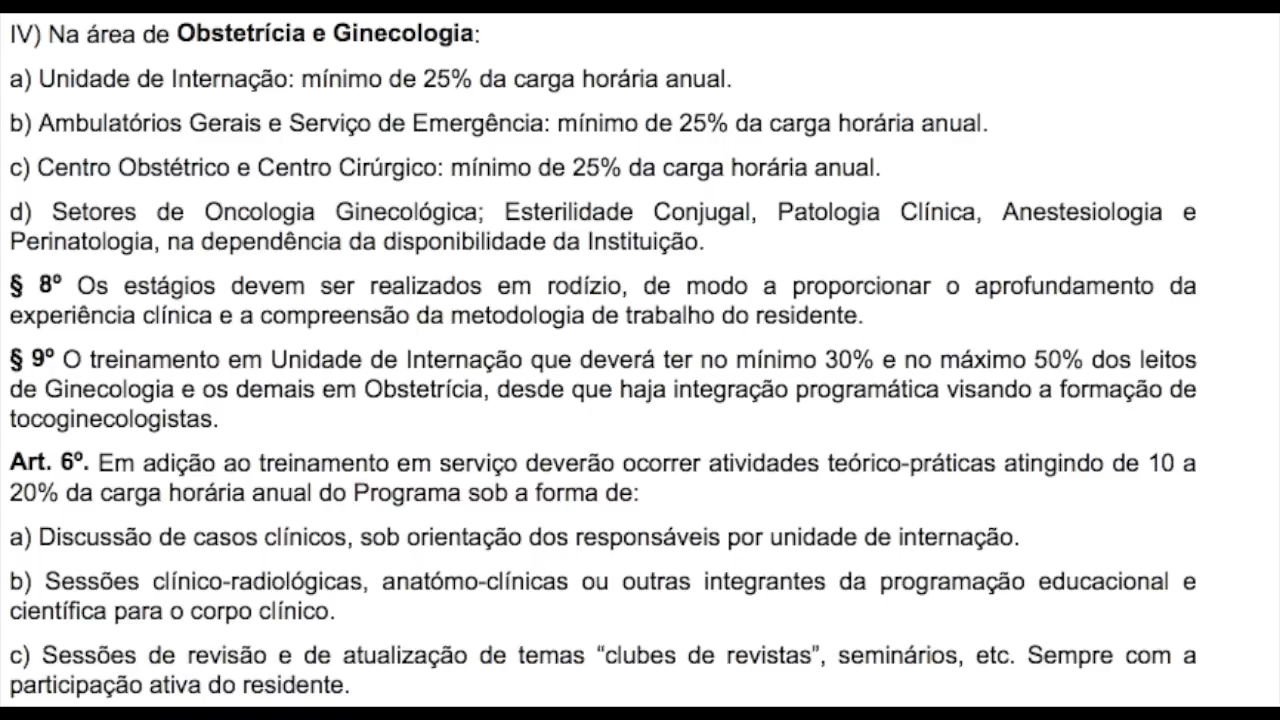 IV) Na área de Obstetrícia e Ginecologia:
a) Unidade de Internação: mínimo de 25% da carga horária anual.
b) Ambulatórios Gerais e Serviço de Emergência: mínimo de 25% da carga horária anual.
c) Centro Obstétrico e Centro Cirúrgico: mínimo de 25% da carga horária anual.
d) Setores de Oncologia Ginecológica; Esterilidade Conjugal, Patologia Clínica, Anestesiologia e
Perinatologia, na dependência da disponibilidade da Instituição.
§ 8º Os estágios devem ser realizados em rodízio, de modo a proporcionar o aprofundamento da
experiência clínica e a compreensão da metodologia de trabalho do residente.
§ 9º O treinamento em Unidade de Internação que deverá ter no mínimo 30% e no máximo 50% dos leitos
de Ginecologia e os demais em Obstetrícia, desde que haja integração programática visando a formação de
tocoginecologistas.
Art. 6º. Em adição ao treinamento em serviço deverão ocorrer atividades teórico-práticas atingindo de 10 a
20% da carga horária anual do Programa sob a forma de:
a) Discussão de casos clínicos, sob orientação dos responsáveis por unidade de internação.
b) Sessões clínico-radiológicas, anatómo-clínicas ou outras integrantes da programação educacional e
científica para o corpo clínico.
c) Sessões de revisão e de atualização de temas “clubes de revistas”, seminários, etc. Sempre com a
participação ativa do residente.